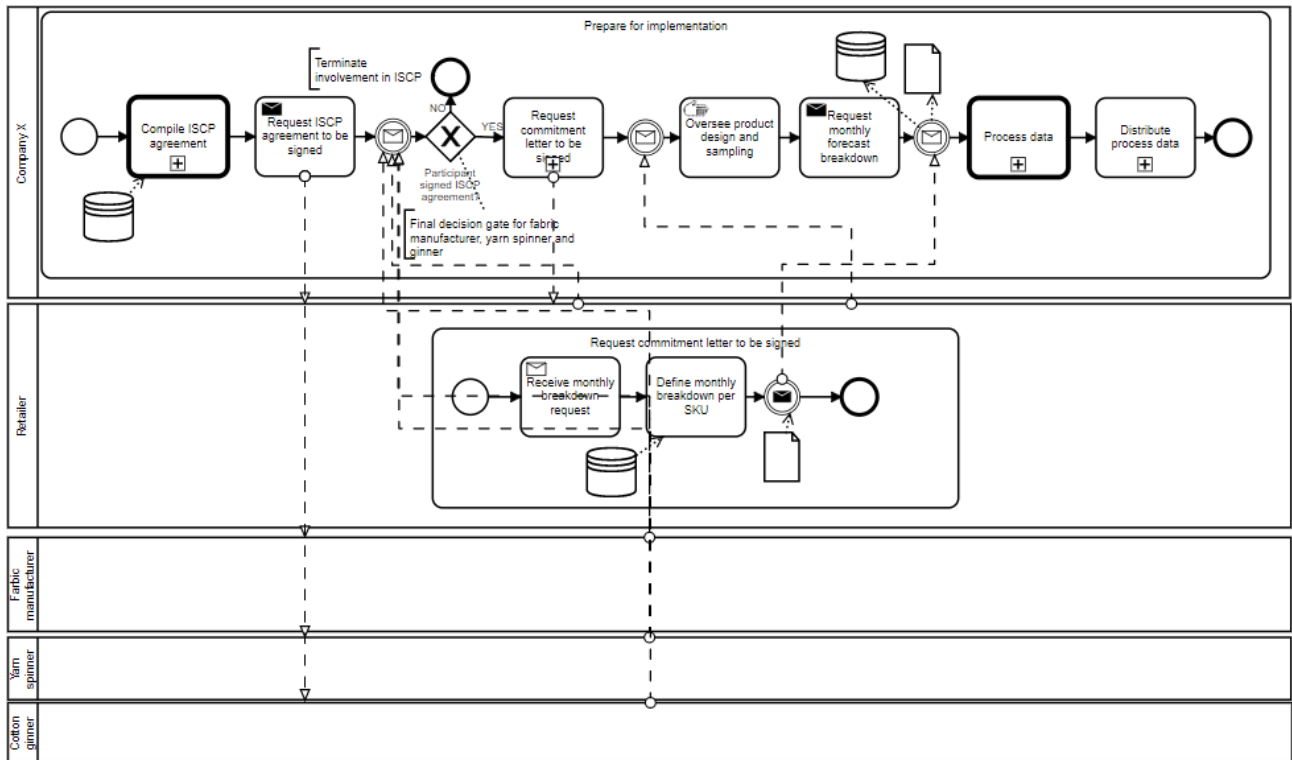 Company X
Prepare for implementation
Terminate
involvement in ISCP
Compile ISCP
agreement
Request ISCP
agreement to be
signed
NO
YES
Participant
signed ISCP
agreement?
Final decision gate for fabric
manufacturer, yarn spinner and
ginner
Request
commitment
letter to be
signed
Oversee product
design and
sampling
Request
monthly
forecast
breakdown
Process data
Distribute
process data
Retailer
Request commitment letter to be signed
Receive monthly
breakdown
request
Define monthly
breakdown per
SKU
Farbic
manufacturer
Yarn
spinner
Cotton
ginner